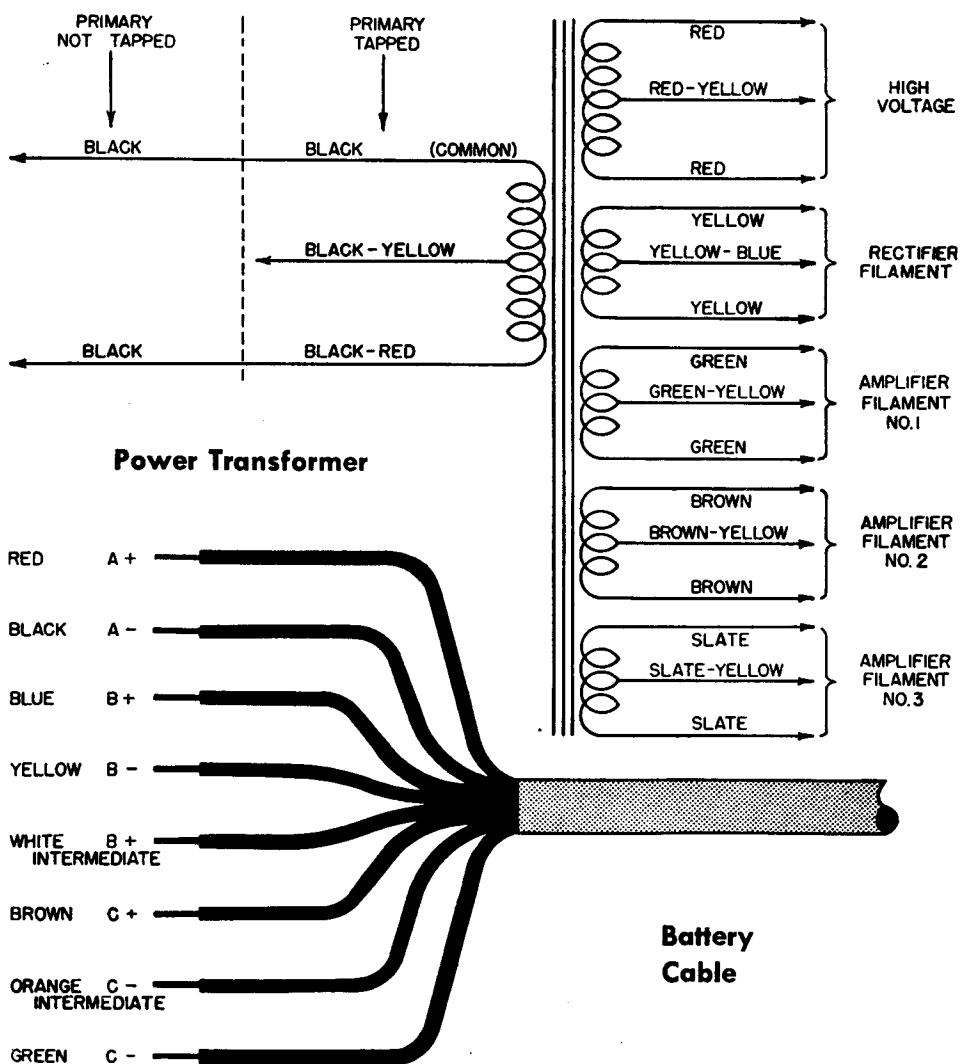 PRIMARY
NOT TAPPED
PRIMARY
TAPPED
BLACK
BLACK (COMMON)
BLACK-YELLOW
BLACK
BLACK-RED
RED
RED-YELLOW
RED
HIGH
VOLTAGE
YELLOW
YELLOW-BLUE
YELLOW
RECTIFIER
FILAMENT
GREEN
GREEN-YELLOW
GREEN
AMPLIFIER
FILAMENT
NO.1
BROWN
BROWN-YELLOW
BROWN
AMPLIFIER
FILAMENT
NO.2
SLATE
SLATE-YELLOW
SLATE
AMPLIFIER
FILAMENT
NO.3
Power Transformer
RED A+
BLACK A-
BLUE B+
YELLOW B-
WHITE B+
INTERMEDIATE
BROWN C+
ORANGE C-
INTERMEDIATE
GREEN C-
Battery
Cable